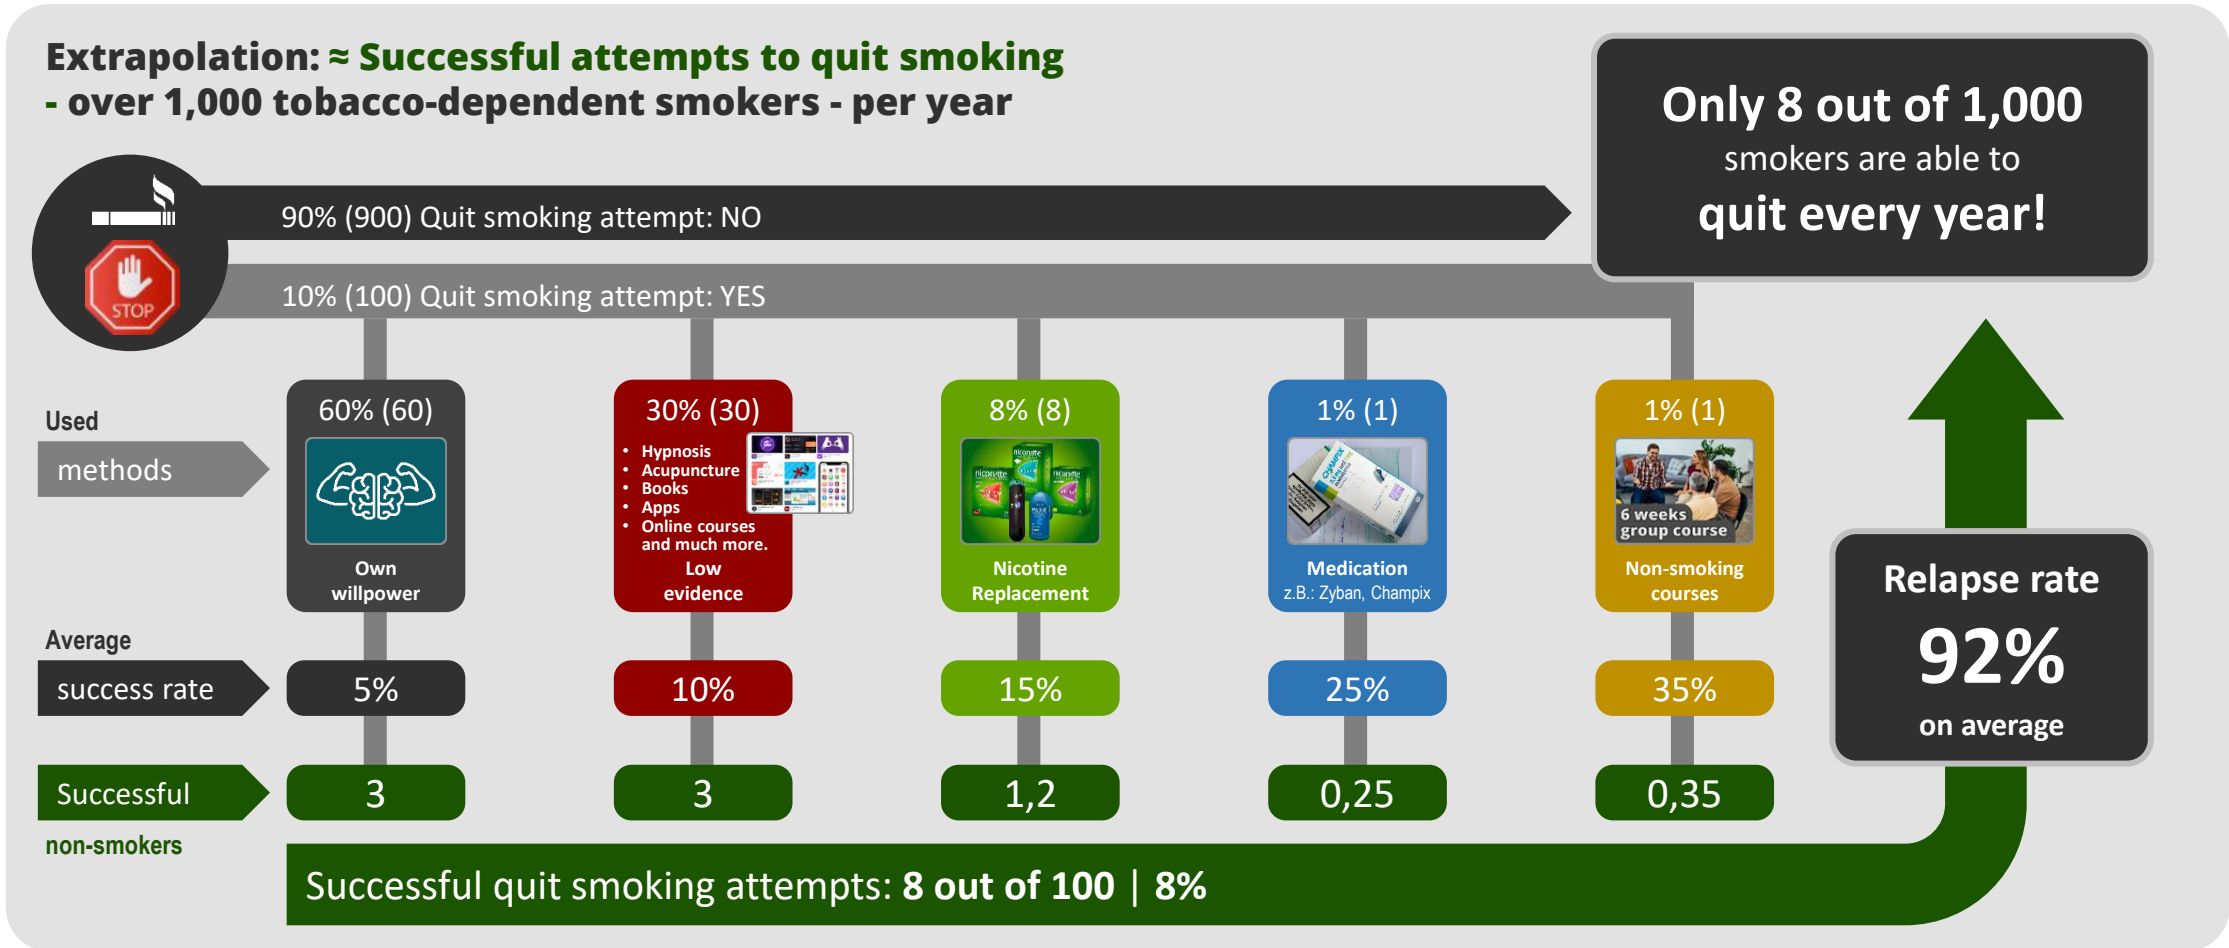 Extrapolation: ≈ Successful attempts to quit smoking
- over 1,000 tobacco-dependent smokers - per year
Only 8 out of 1,000
smokers are able to
quit every year!
90% (900) Quit smoking attempt: NO
STOP
10% (100) Quit smoking attempt: YES
Used
methods
60% (60)
Own
willpower
30% (30)
• Hypnosis
• Acupuncture
• Books
• Apps
• Online courses
and much more.
Low
evidence
8% (8)
nicorette
nicorette
nicorette
Nicotine
Replacement
1% (1)
CHAMPIX
Medication
z.B.: Zyban, Champix
1% (1)
6 weeks
group course
Non-smoking
courses
Relapse rate
92%
on average
Average
success rate
5%
10%
15%
25%
35%
Successful
non-smokers
3
3
1,2
0,25
0,35
Successful quit smoking attempts: 8 out of 100 | 8%